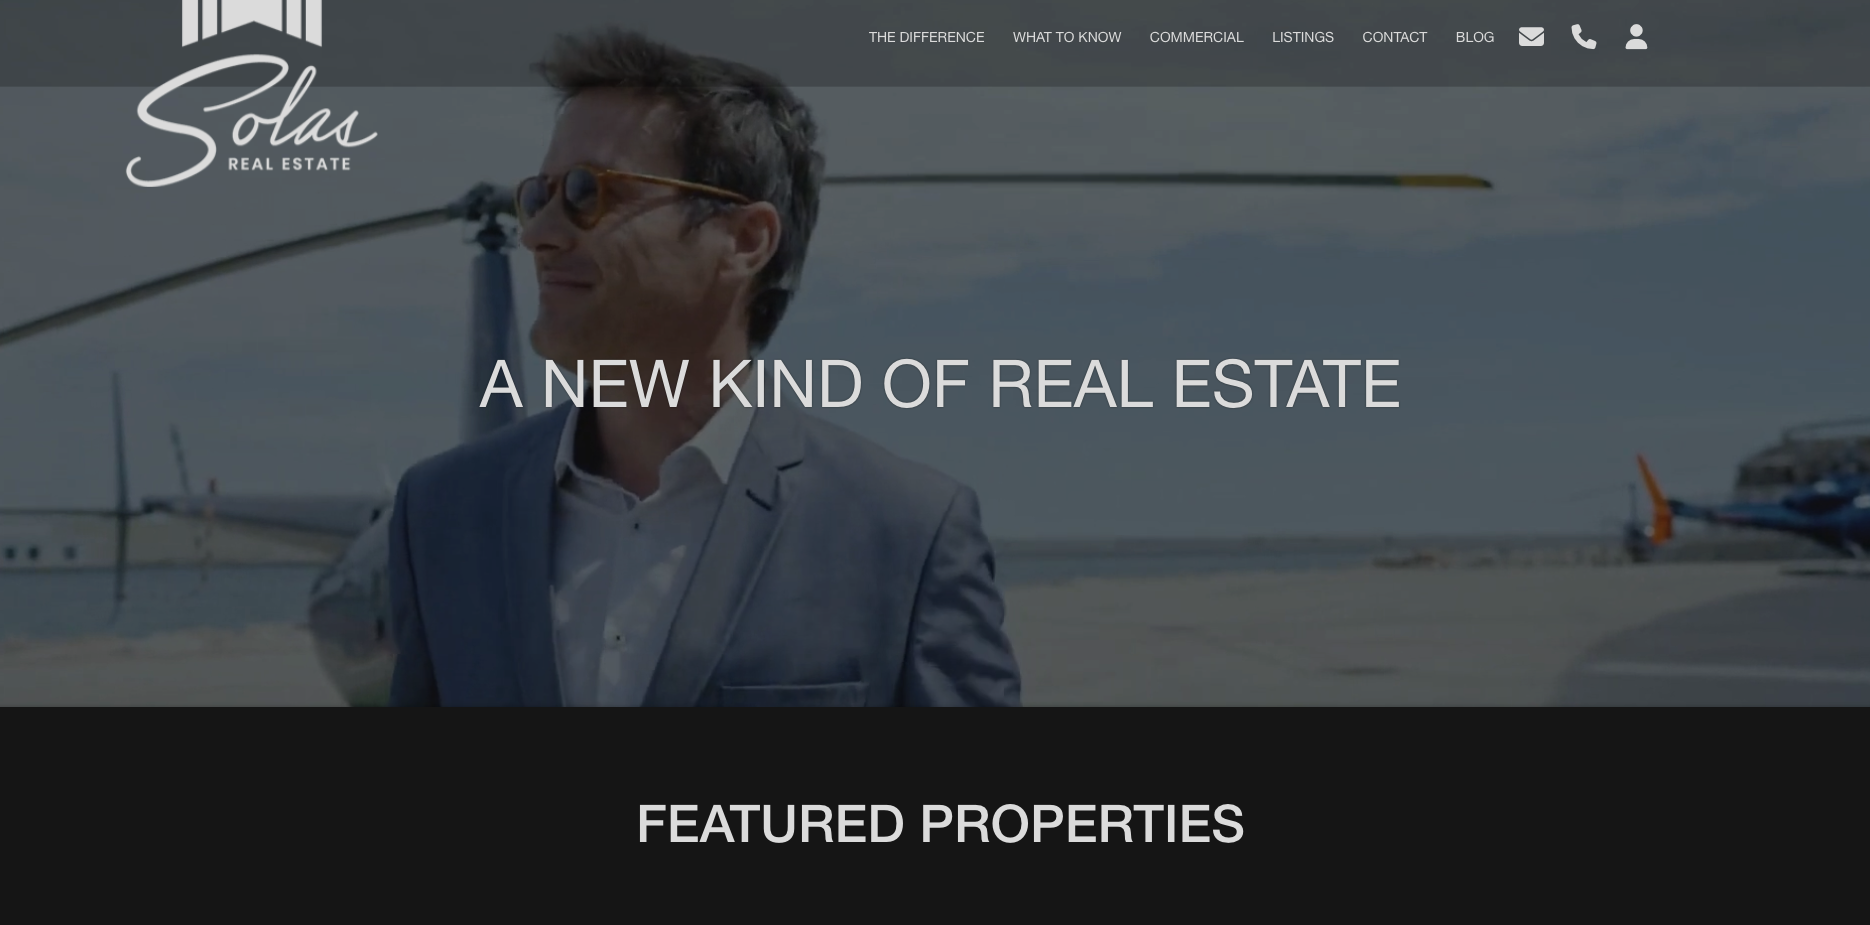 THE DIFFERENCE WHAT TO KNOW COMMERCIAL LISTINGS CONTACT BLOG
Solas
REAL ESTATE
A NEW KIND OF REAL ESTATE
FEATURED PROPERTIES